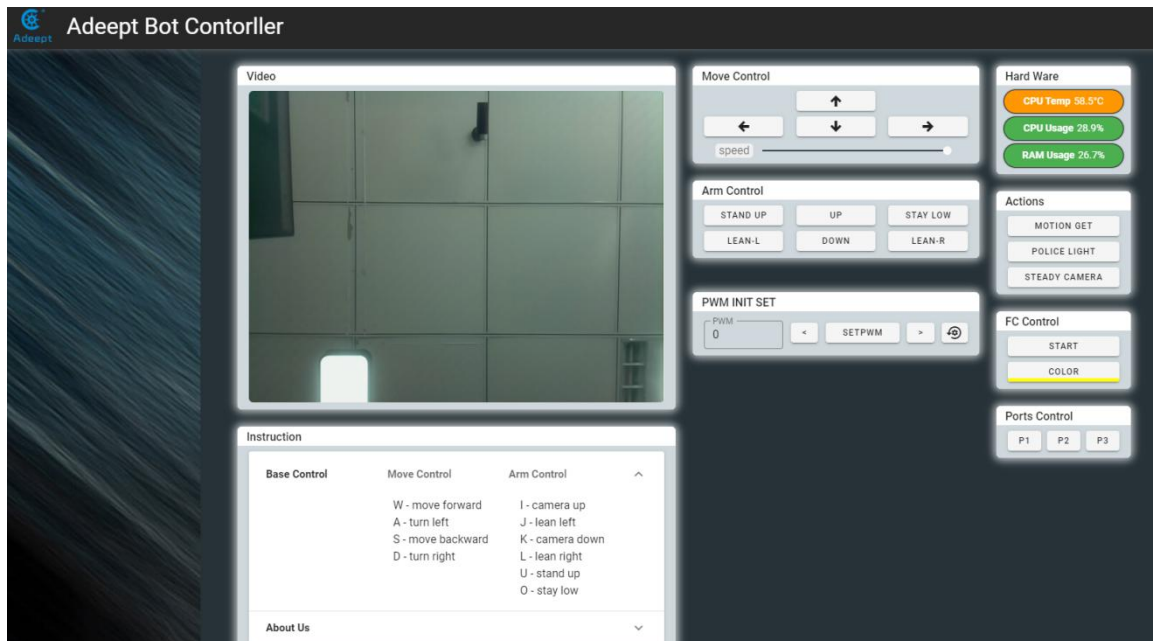 Adeept
Adeept Bot Contorller
Video
Move Control
speed
Arm Control
STAND UP
UP
STAY LOW
LEAN-L
DOWN
LEAN-R
PWM INIT SET
PWM
0
<
SETPWM
>
Hard Ware
CPU Temp 58.5°C
CPU Usage 28.9%
RAM Usage 26.7%
Actions
MOTION GET
POLICE LIGHT
STEADY CAMERA
FC Control
START
COLOR
Ports Control
P1 P2 P3
Instruction
Base Control
Move Control
W - move forward
A - turn left
S - move backward
D - turn right
Arm Control
I - camera up
J - lean left
K - camera down
L - lean right
U - stand up
O - stay low
About Us